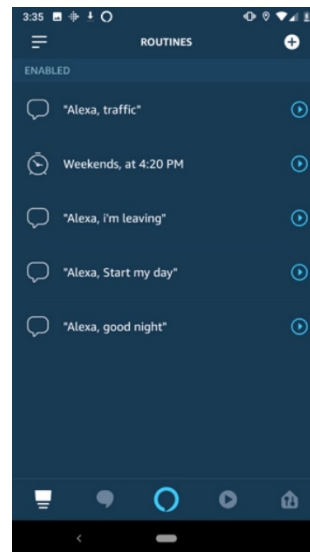 3:35
ROUTINES
ENABLED
"Alexa, traffic"
Weekends, at 4:20 PM
"Alexa, i'm leaving"
"Alexa, Start my day"
"Alexa, good night"